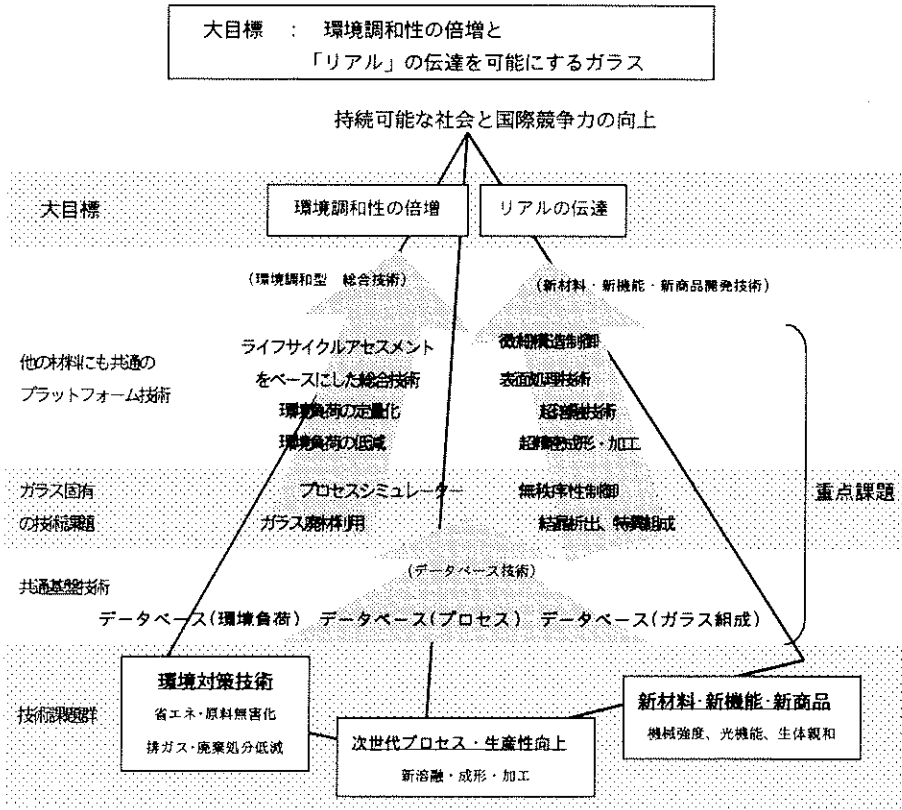 大目標 : 環境調和性の倍増と
「リアル」の伝達を可能にするガラス
持続可能な社会と国際競争力の向上
大目標
環境調和性の倍増
リアルの伝達
(環境調和型 総合技術)
(新材料・新機能・新商品開発技術)
他の材料にも共通の
プラットフォーム技術
ライフサイクルアセスメント
をベースにした総合技術
環境負荷の定量化
環境負荷の低減
微細構造制御
表面処理技術
超溶融技術
超精密成形・加工
ガラス固有
の技術課題
プロセスシミュレーター
ガラス廃材利用
無秩序性制御
結晶析出、特異組成
重点課題
共通基盤技術
(データベース技術)
データベース(環境負荷) データベース(プロセス) データベース(ガラス組成)
技術課題群
環境対策技術
省エネ・原料無害化
排ガス・廃棄処分低減
次世代プロセス・生産性向上
新溶融・成形・加工
新材料・新機能・新商品
機械強度、光機能、生体親和